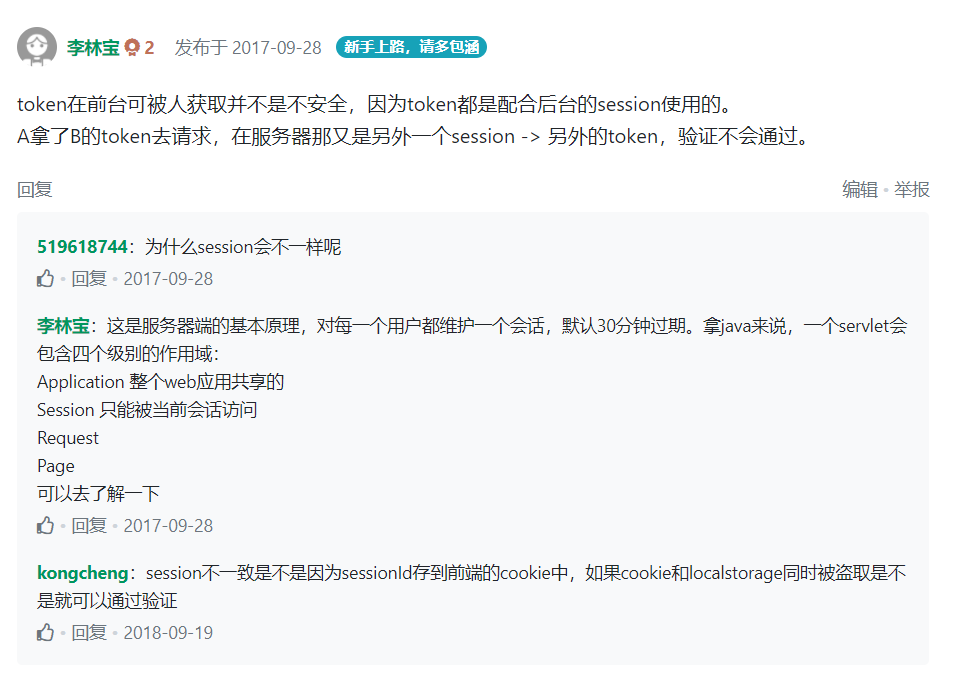 李林宝 2 发布于 2017-09-28 新手上路，请多包涵
token在前台可被人获取并不是不安全，因为token都是配合后台的session使用的。
A拿了B的token去请求，在服务器那又是另外一个session -> 另外的token，验证不会通过。
回复 编辑 • 举报
519618744：为什么session会不一样呢
• 回复 • 2017-09-28
李林宝：这是服务器端的基本原理，对每一个用户都维护一个会话，默认30分钟过期。拿java来说，一个servlet会
包含四个级别的作用域：
Application 整个web应用共享的
Session 只能被当前会话访问
Request
Page
可以去了解一下
• 回复 • 2017-09-28
kongcheng：session不一致是不是因为sessionId存到前端的cookie中，如果cookie和localstorage同时被盗取是不
是就可以通过验证
• 回复 • 2018-09-19